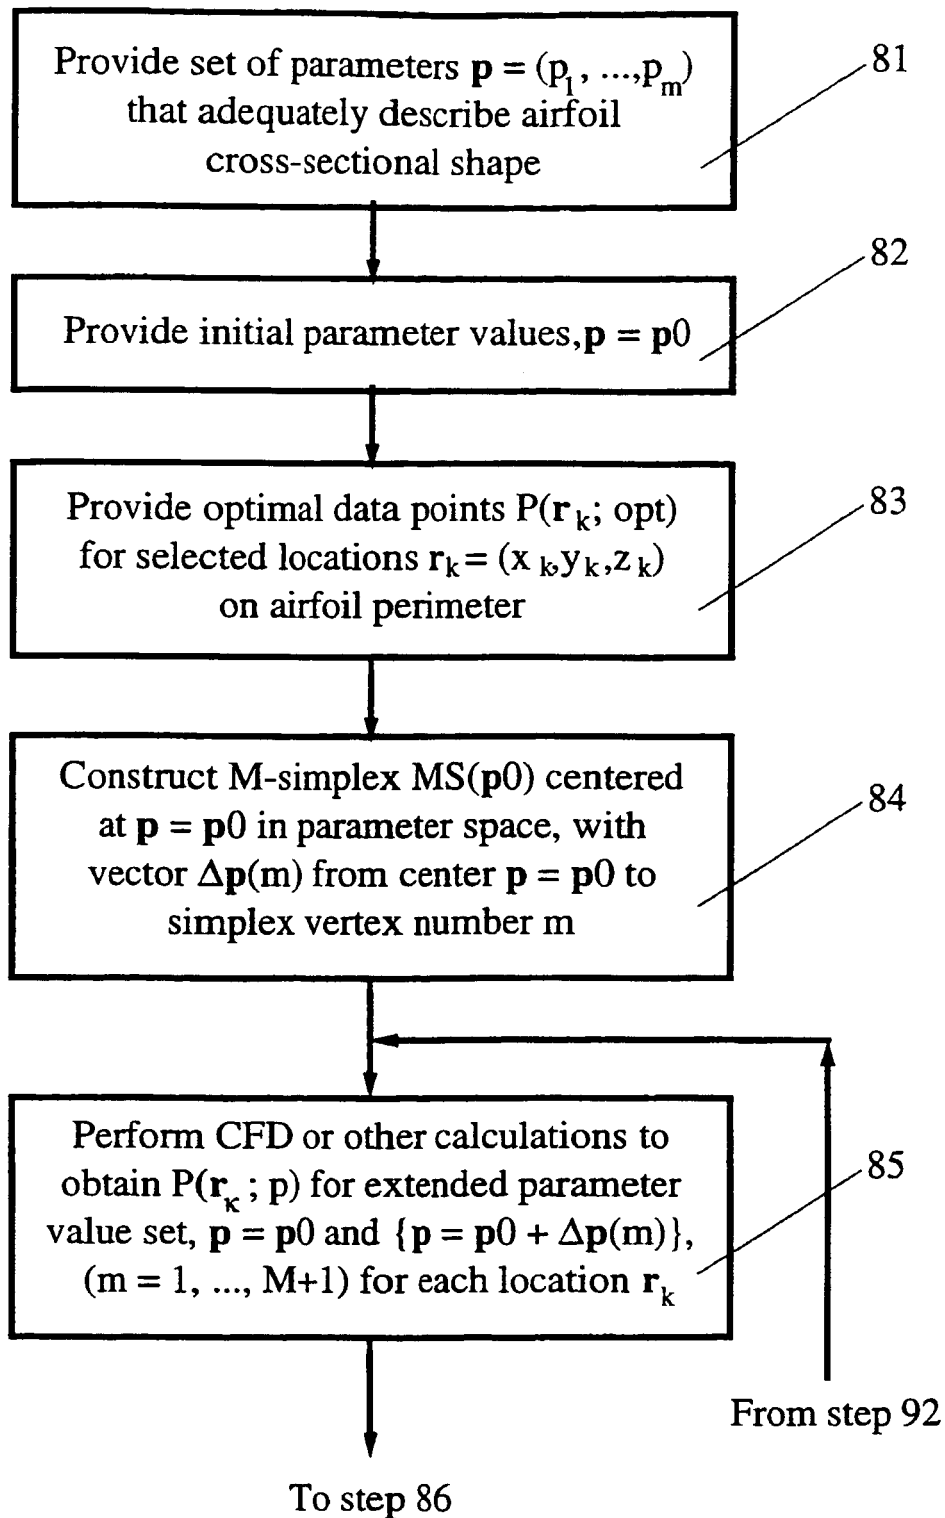 Provide set of parameters p = (p1, ...,pm)
that adequately describe airfoil
cross-sectional shape
81
Provide initial parameter values,p = p0
82
Provide optimal data points P(rk; opt)
for selected locations rk = (xk,yk,zk)
on airfoil perimeter
83
Construct M-simplex MS(p0) centered
at p = p0 in parameter space, with
vector Δp(m) from center p = p0 to
simplex vertex number m
84
Perform CFD or other calculations to
obtain P(rκ; p) for extended parameter
value set, p = p0 and {p = p0 + Δp(m)},
(m = 1, ..., M+1) for each location rk
85
From step 92
To step 86